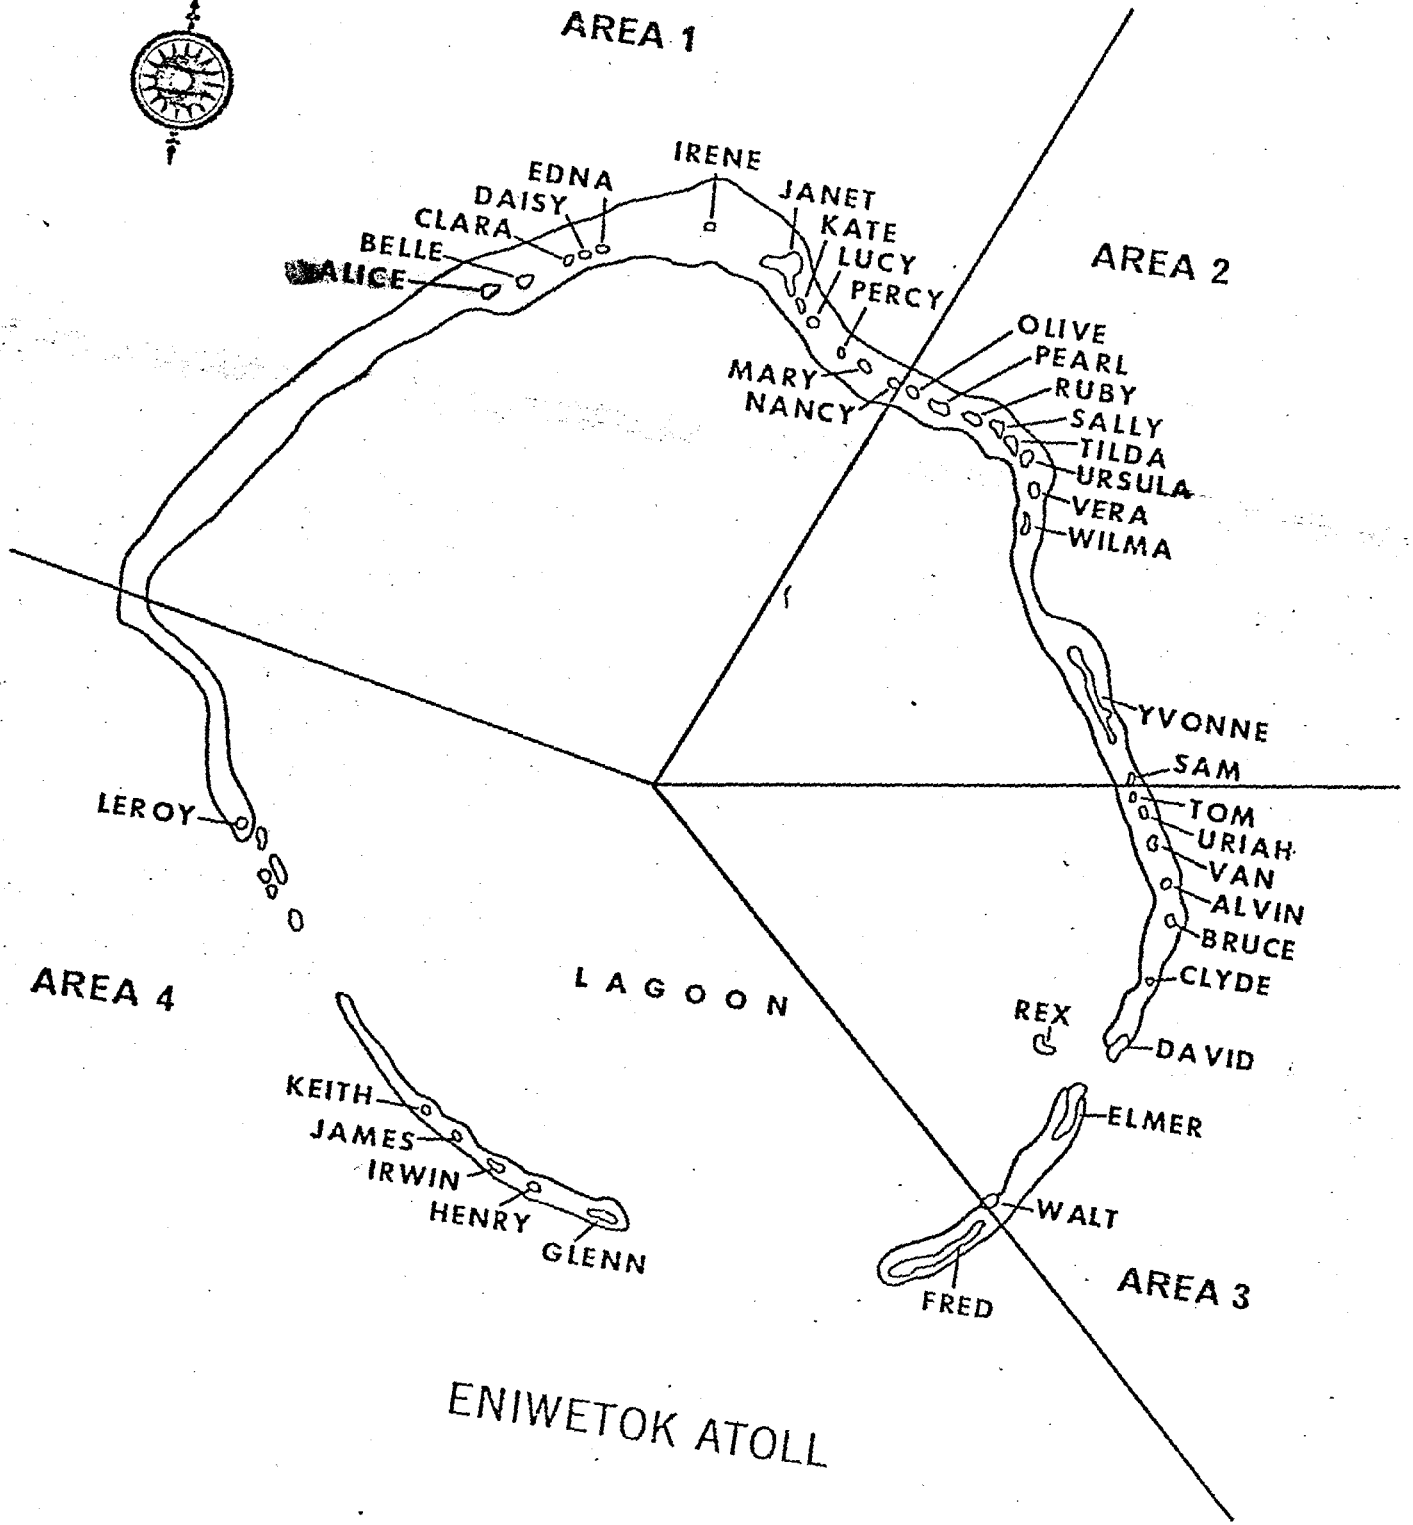 AREA 1
IRENE
EDNA
JANET
DAISY
KATE
CLARA
LUCY
BELLE
AREA 2
ALICE
PERCY
OLIVE
PEARL
MARY
RUBY
NANCY
SALLY
TILDA
URSULA
VERA
WILMA
YVONNE
SAM
LEROY
TOM
URIAH
VAN
ALVIN
BRUCE
AREA 4
LAGOON
CLYDE
REX
DAVID
KEITH
ELMER
JAMES
IRWIN
HENRY
WALT
GLENN
AREA 3
FRED
ENIWETOK ATOLL